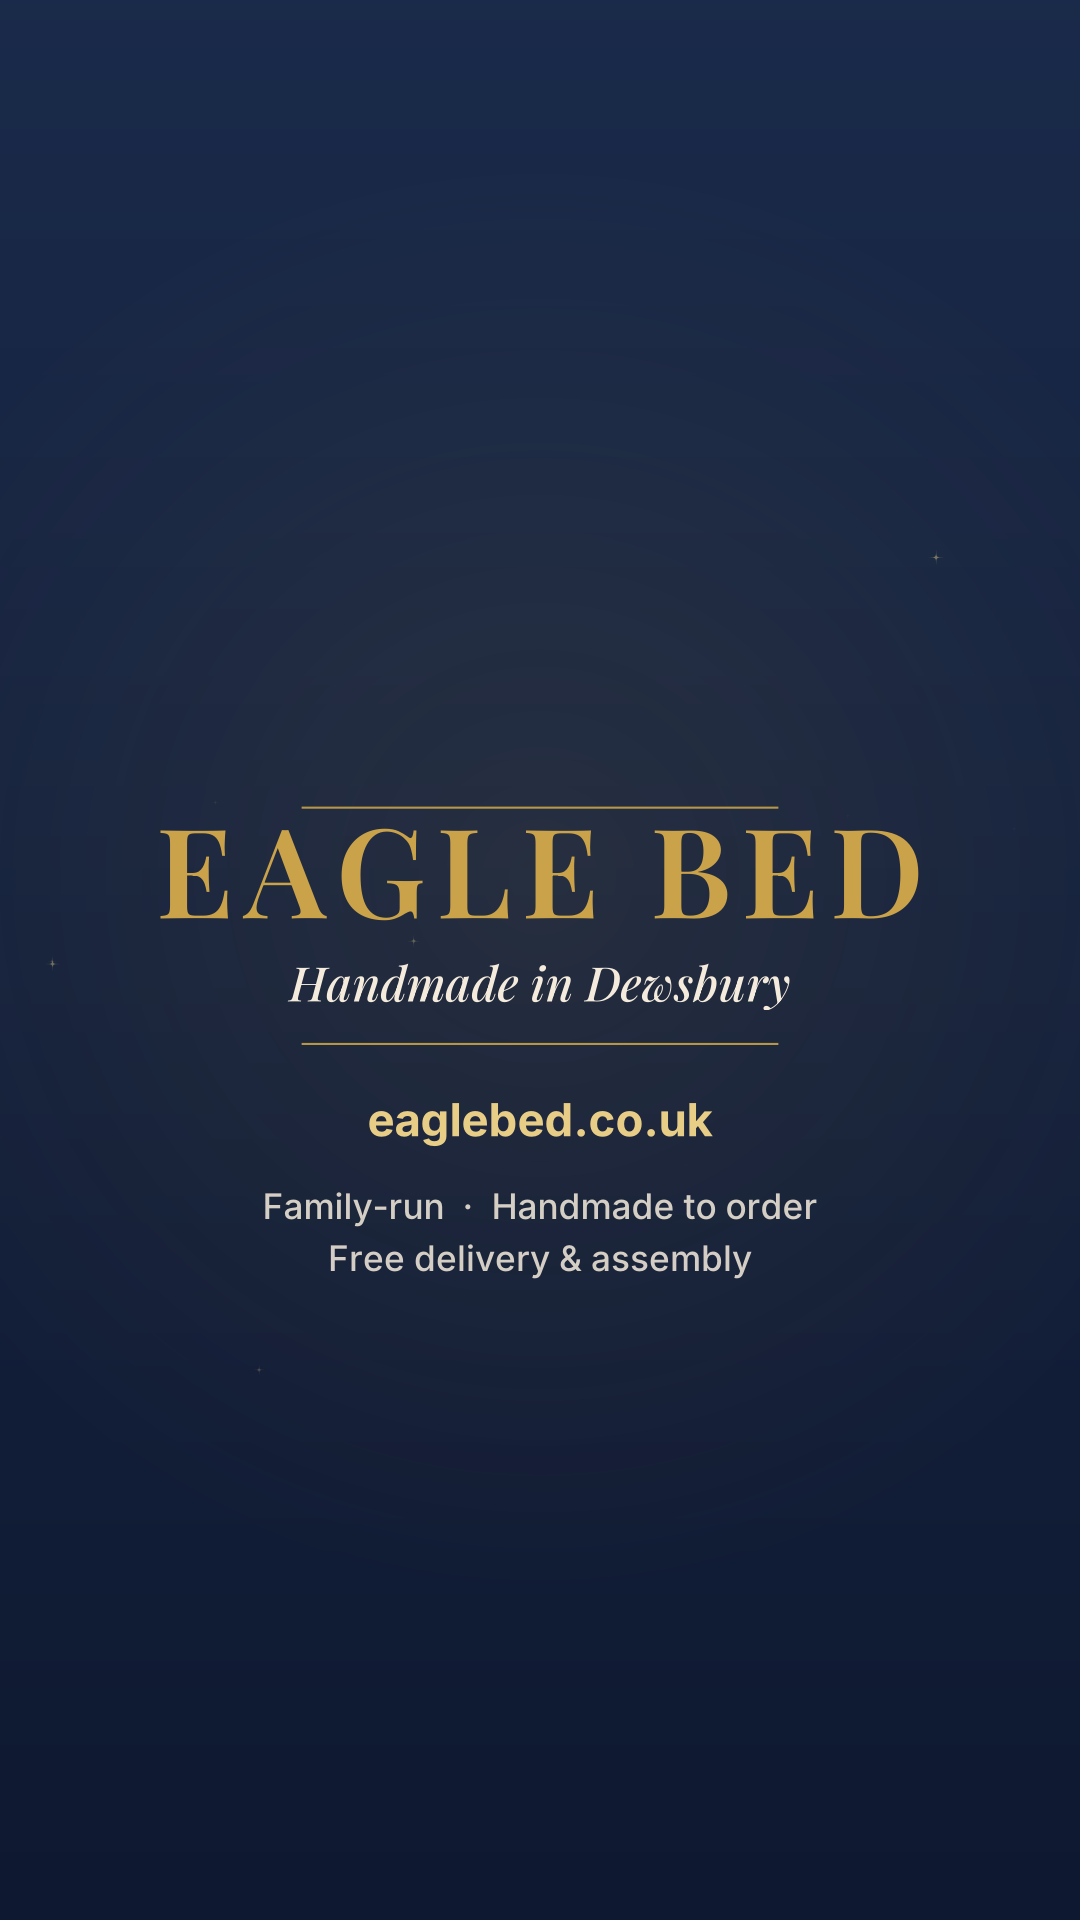 EAGLE BED
Handmade in Dewsbury
eaglebed.co.uk
Family-run · Handmade to order
Free delivery & assembly